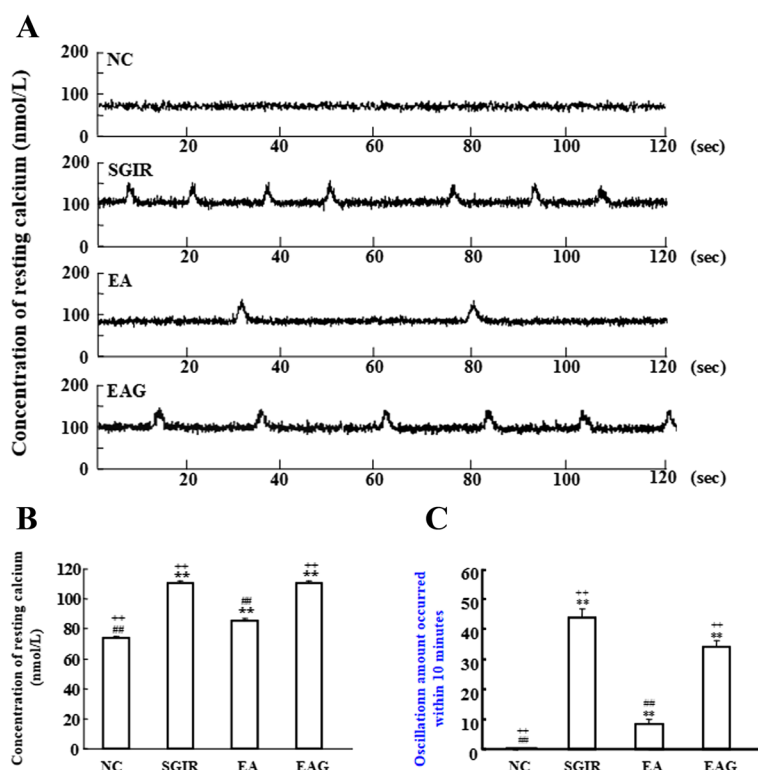 A
Concentration of resting calcium (nmol/L)
NC
200
100
0
20 40 60 80 100 120 (sec)
SGIR
200
100
0
20 40 60 80 100 120 (sec)
EA
200
100
0
20 40 60 80 100 120 (sec)
EAG
200
100
0
20 40 60 80 100 120 (sec)
B
Concentration of resting calcium
(nmol/L)
120
100
80
60
40
20
0
++
##
++
**
##
**
++
**
NC SGIR EA EAG
C
Oscillationn amount occurred
within 10 minutes
60
50
40
30
20
10
0
++
##
++
**
##
**
++
**
NC SGIR EA EAG